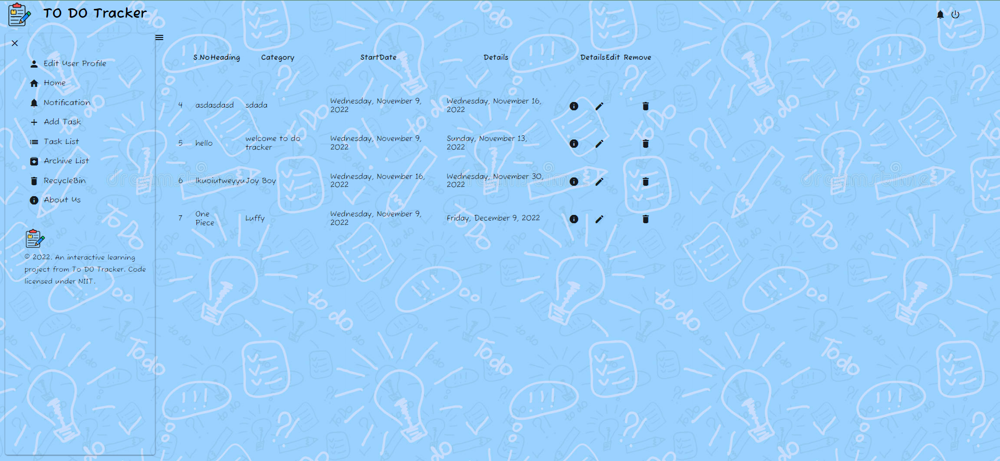 TO DO Tracker
Edit User Profile
Home
Notification
Add Task
Task List
Archive List
RecycleBin
About Us
© 2022. An interactive learning
project from To DO Tracker. Code
licensed under NIIT.
S.No Heading Category StartDate Details Details Edit Remove
4 asdasdasd sdada Wednesday, November 9, 2022 Wednesday, November 16, 2022
5 hello welcome to do tracker Wednesday, November 9, 2022 Sunday, November 13, 2022
6 lkuoiutweyyu Joy Boy Wednesday, November 16, 2022 Wednesday, November 30, 2022
7 One Piece Luffy Wednesday, November 9, 2022 Friday, December 9, 2022
dreamstime